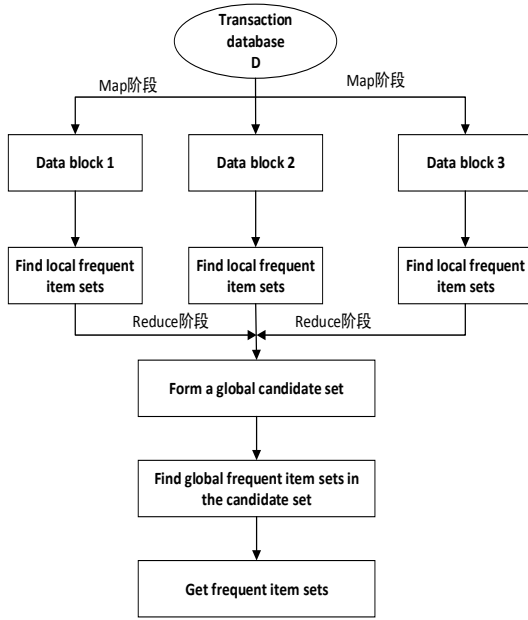 Transaction
database
D
Map阶段
Map阶段
Data block 1
Data block 2
Data block 3
Find local frequent
item sets
Find local frequent
item sets
Find local frequent
item sets
Reduce阶段
Reduce阶段
Form a global candidate set
Find global frequent item sets in
the candidate set
Get frequent item sets